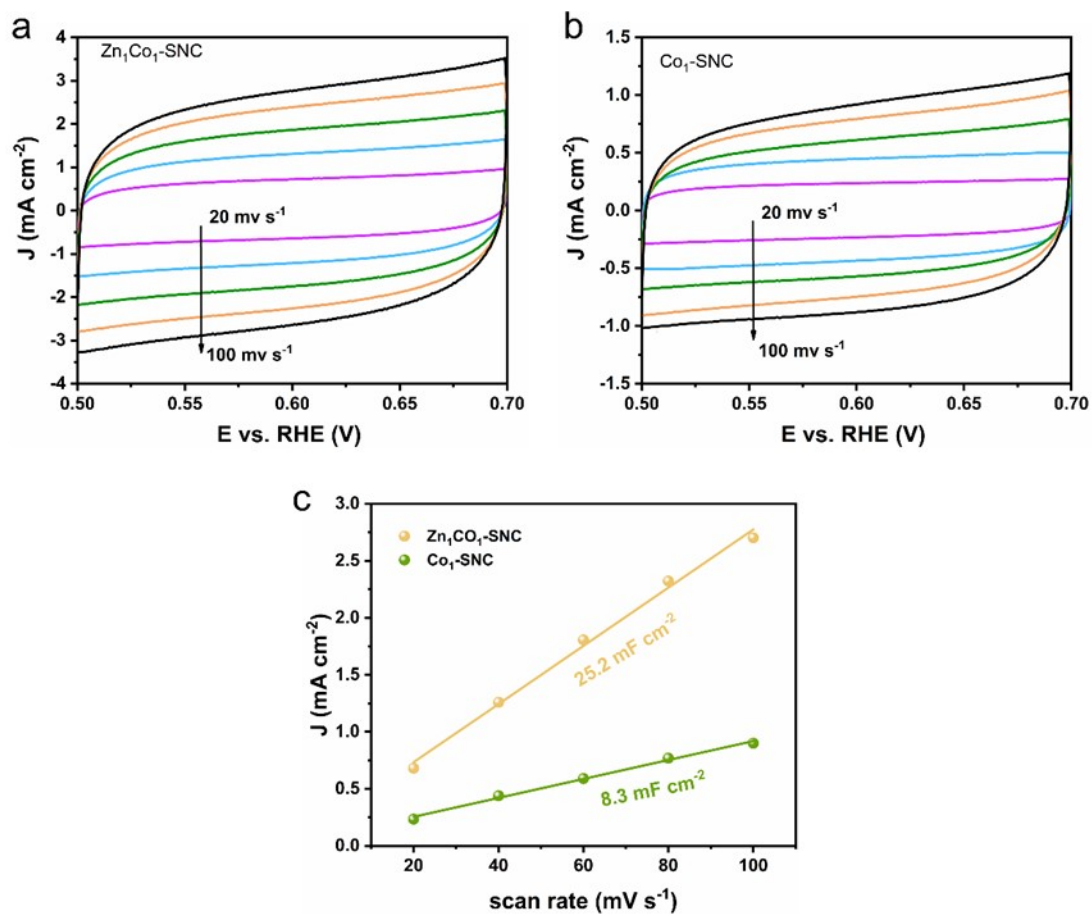 a
Zn₁Co₁-SNC
4
3
2
1
0
-1
-2
-3
-4
J (mA cm⁻²)
20 mv s⁻¹
100 mv s⁻¹
0.50 0.55 0.60 0.65 0.70
E vs. RHE (V)
b
Co₁-SNC
1.5
1.0
0.5
0.0
-0.5
-1.0
-1.5
J (mA cm⁻²)
20 mv s⁻¹
100 mv s⁻¹
0.50 0.55 0.60 0.65 0.70
E vs. RHE (V)
c
Zn₁CO₁-SNC
Co₁-SNC
3.0
2.5
2.0
1.5
1.0
0.5
0.0
J (mA cm⁻²)
25.2 mF cm⁻²
8.3 mF cm⁻²
20 40 60 80 100
scan rate (mV s⁻¹)